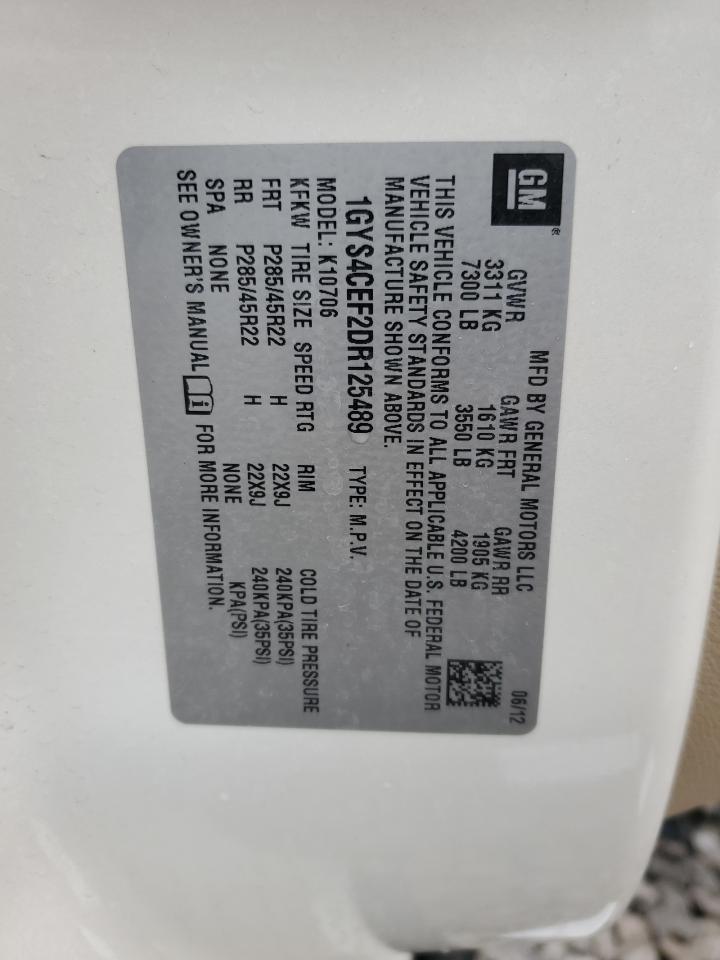 GM®
MFD BY GENERAL MOTORS LLC
06/12
GVWR GAWR FRT GAWR RR
3311 KG 1610 KG 1905 KG
7300 LB 3550 LB 4200 LB
THIS VEHICLE CONFORMS TO ALL APPLICABLE U.S. FEDERAL MOTOR
VEHICLE SAFETY STANDARDS IN EFFECT ON THE DATE OF
MANUFACTURE SHOWN ABOVE.
1GYS4CEF2DR125489 TYPE: M.P.V.
MODEL: K10706
KFKW TIRE SIZE SPEED RTG RIM COLD TIRE PRESSURE
FRT P285/45R22 H 22X9J 240KPA(35PSI)
RR P285/45R22 H 22X9J 240KPA(35PSI)
SPA NONE NONE KPA(PSI)
SEE OWNER'S MANUAL i FOR MORE INFORMATION.